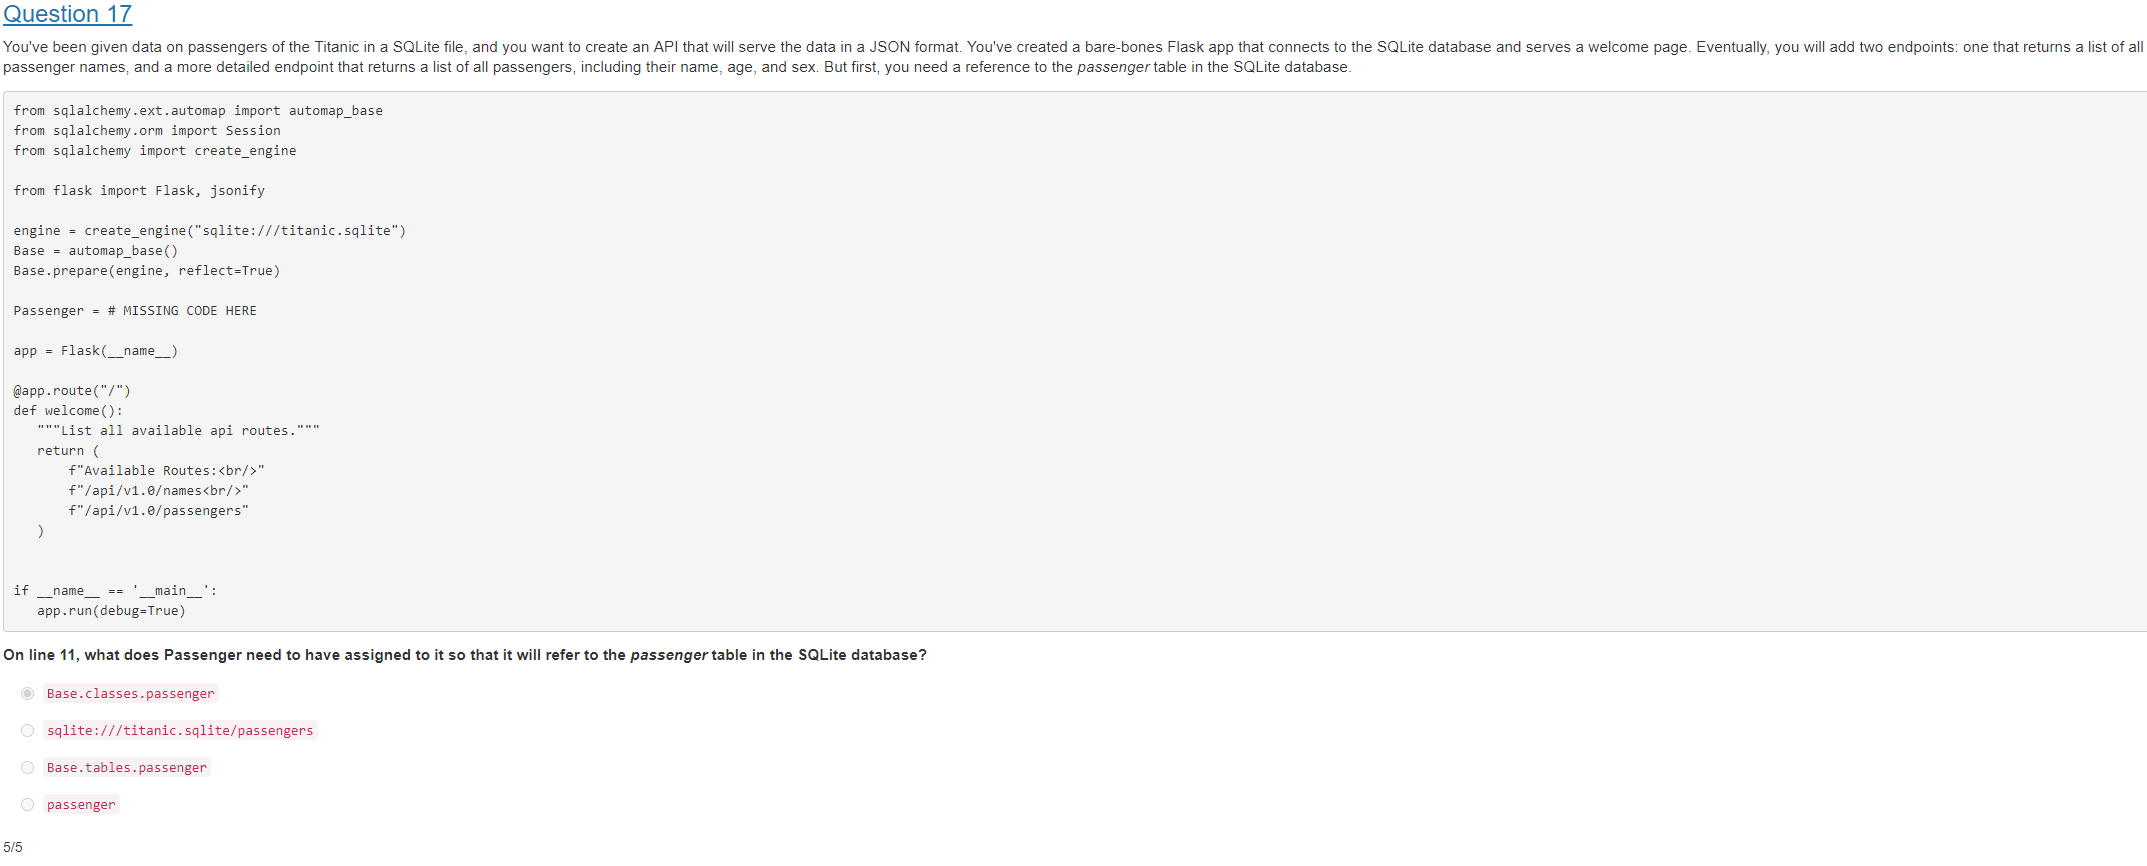 Question 17
You've been given data on passengers of the Titanic in a SQLite file, and you want to create an API that will serve the data in a JSON format. You've created a bare-bones Flask app that connects to the SQLite database and serves a welcome page. Eventually, you will add two endpoints: one that returns a list of all
passenger names, and a more detailed endpoint that returns a list of all passengers, including their name, age, and sex. But first, you need a reference to the passenger table in the SQLite database.
from sqlalchemy.ext.automap import automap_base
from sqlalchemy.orm import Session
from sqlalchemy import create_engine
from flask import Flask, jsonify
engine = create_engine("sqlite:///titanic.sqlite")
Base = automap_base()
Base.prepare(engine, reflect=True)
Passenger = # MISSING CODE HERE
app = Flask(__name__)
@app.route("/")
def welcome():
"""List all available api routes."""
return (
f"Available Routes:<br/>"
f"/api/v1.0/names<br/>"
f"/api/v1.0/passengers"
)
if __name__ == '__main__':
app.run(debug=True)
On line 11, what does Passenger need to have assigned to it so that it will refer to the passenger table in the SQLite database?
Base.classes.passenger
sqlite:///titanic.sqlite/passengers
Base.tables.passenger
passenger
5/5